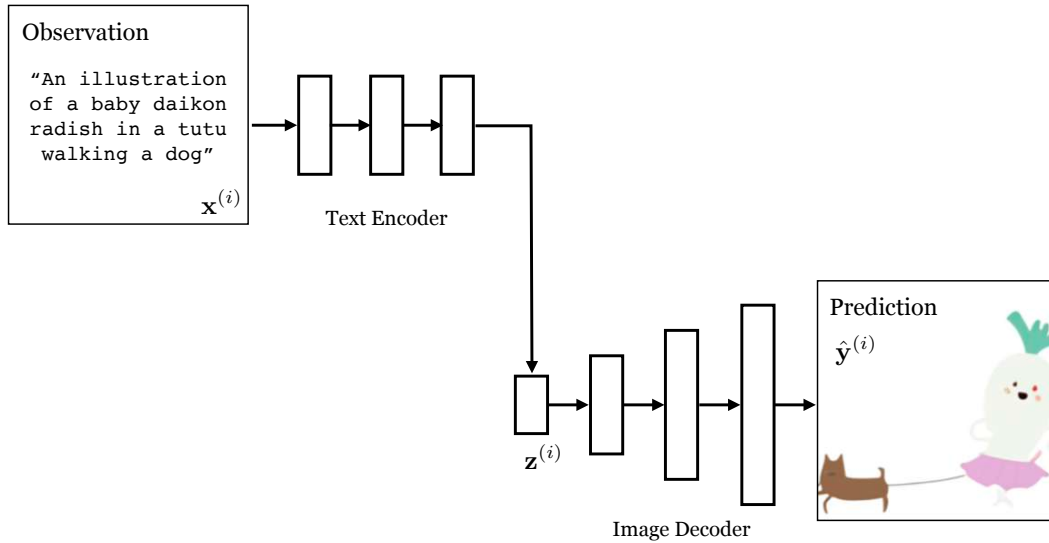 Observation
“An illustration
of a baby daikon
radish in a tutu
walking a dog”
x^{(i)}
Text Encoder
z^{(i)}
Image Decoder
Prediction
ŷ^{(i)}